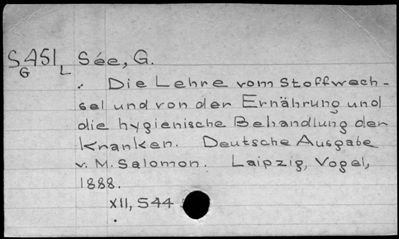 S451 Sée, G.
G L
. Die Lehre vom Stoffwech-
sel und von der Ernährung und
die hygienische Behandlung der
Kranken. Deutsche Ausgabe
v. M. Salomon. Laipzig, Vogel,
1888.
XII, 544